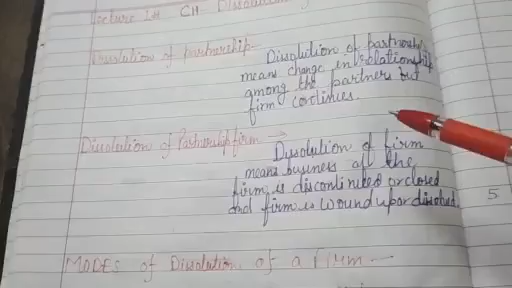 Lecture 1st CH- Dissolution
Dissolution of partnership-
Dissolution of partnership
means change in relationship
among the partners but
firm continues.
Dissolution of Partnership firm →
Dissolution of firm
means business of the
firm is discontinued or closed
and firm is wound up or dissolved.
5
MODES of Dissolution of a Firm -